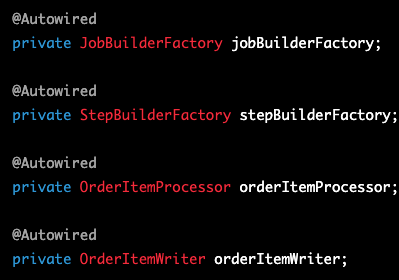 @Autowired
private JobBuilderFactory jobBuilderFactory;
@Autowired
private StepBuilderFactory stepBuilderFactory;
@Autowired
private OrderItemProcessor orderItemProcessor;
@Autowired
private OrderItemWriter orderItemWriter;